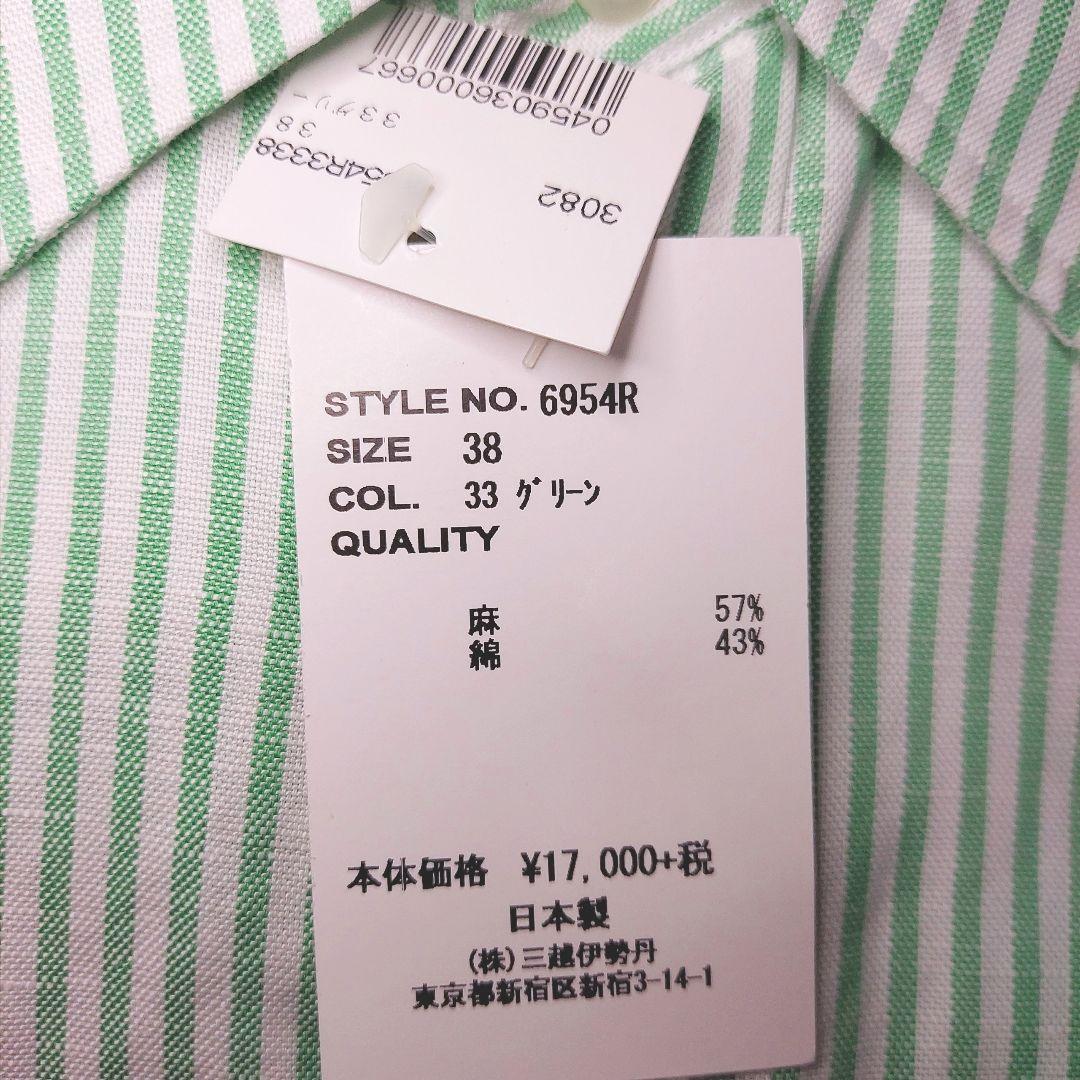 0459036000667
33グリー
38
54R33338
3082
STYLE NO. 6954R
SIZE 38
COL. 33 グリーン
QUALITY
麻 57%
綿 43%
本体価格 ¥17,000+税
日本製
(株)三越伊勢丹
東京都新宿区新宿3-14-1